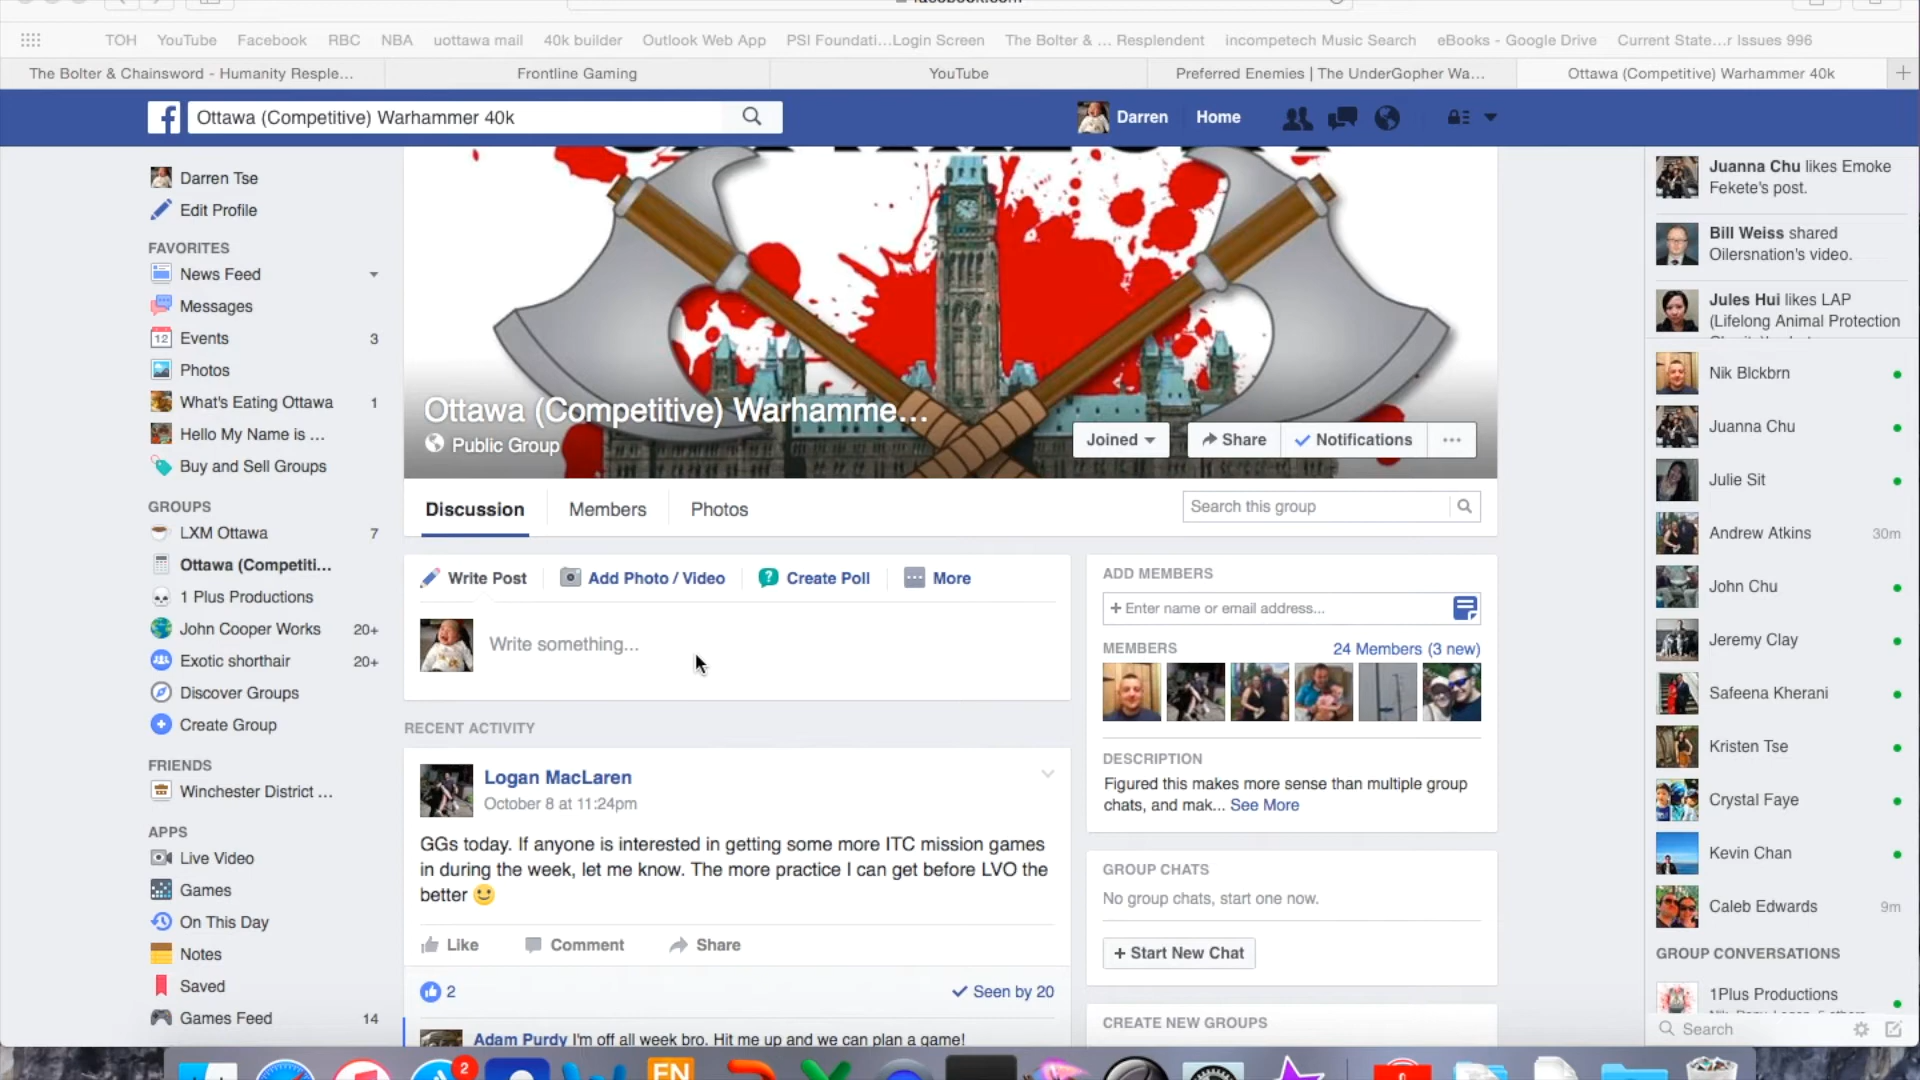 TOH YouTube Facebook RBC NBA uottawa mail 40k builder Outlook Web App PSI Foundati...Login Screen The Bolter & ... Resplendent incompetech Music Search eBooks - Google Drive Current State...r Issues 996
The Bolter & Chainsword - Humanity Resple... Frontline Gaming YouTube Preferred Enemies | The UnderGopher Wa... Ottawa (Competitive) Warhammer 40k
Ottawa (Competitive) Warhammer 40k Darren Home
Darren Tse
Edit Profile
FAVORITES
News Feed
Messages
12 Events 3
Photos
What's Eating Ottawa 1
Hello My Name is ...
Buy and Sell Groups
GROUPS
LXM Ottawa 7
Ottawa (Competiti...
1 Plus Productions
John Cooper Works 20+
Exotic shorthair 20+
Discover Groups
Create Group
FRIENDS
Winchester District ...
APPS
Live Video
Games
On This Day
Notes
Saved
Games Feed 14
Ottawa (Competitive) Warhamme...
Public Group
Joined Share Notifications
Discussion Members Photos Search this group
Write Post Add Photo / Video Create Poll More
Write something...
RECENT ACTIVITY
Logan MacLaren
October 8 at 11:24pm
GGs today. If anyone is interested in getting some more ITC mission games
in during the week, let me know. The more practice I can get before LVO the
better 🙂
Like Comment Share
2 Seen by 20
Adam Purdy I'm off all week bro. Hit me up and we can plan a game!
ADD MEMBERS
+ Enter name or email address...
MEMBERS 24 Members (3 new)
DESCRIPTION
Figured this makes more sense than multiple group
chats, and mak... See More
GROUP CHATS
No group chats, start one now.
+ Start New Chat
CREATE NEW GROUPS
Juanna Chu likes Emoke
Fekete's post.
Bill Weiss shared
Oilersnation's video.
Jules Hui likes LAP
(Lifelong Animal Protection
Nik Blckbrn
Juanna Chu
Julie Sit
Andrew Atkins 30m
John Chu
Jeremy Clay
Safeena Kherani
Kristen Tse
Crystal Faye
Kevin Chan
Caleb Edwards 9m
GROUP CONVERSATIONS
1Plus Productions
Search
2
EN